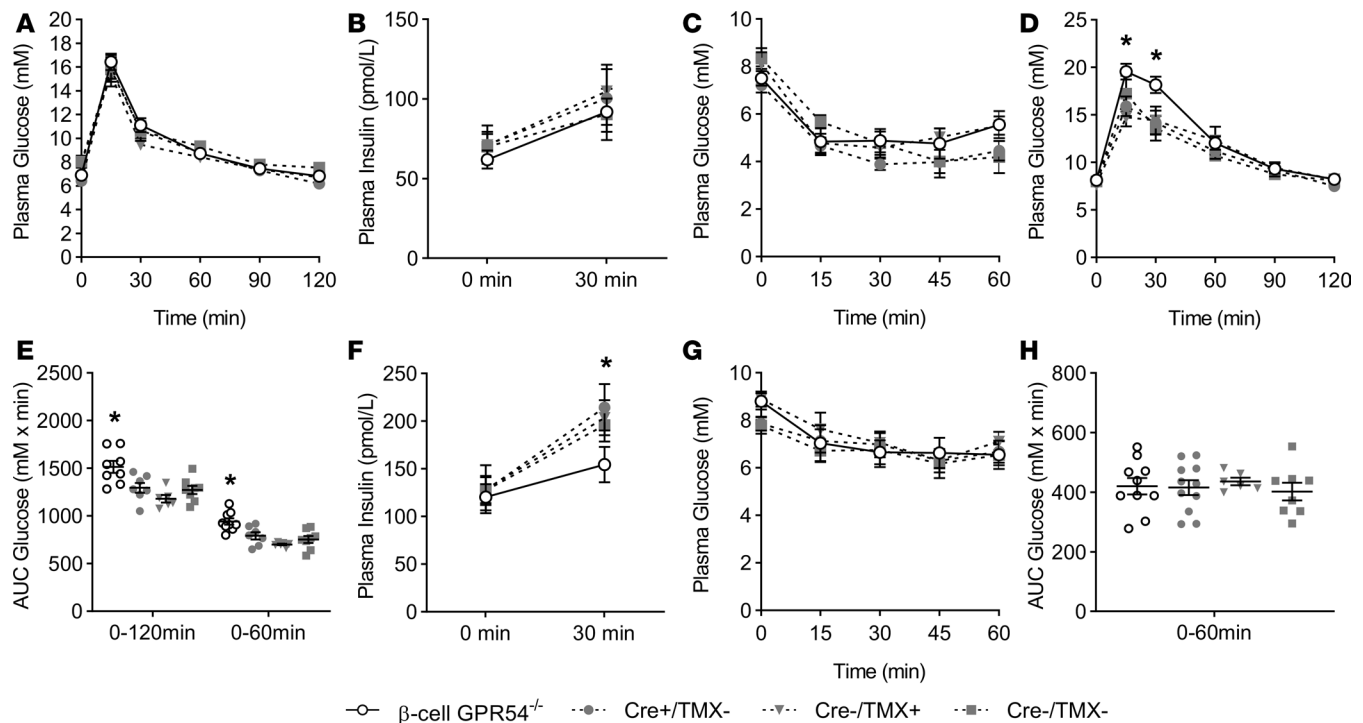 A
Plasma Glucose (mM)
18
16
14
12
10
8
6
4
2
0
0 30 60 90 120
Time (min)
B
Plasma Insulin (pmol/L)
150
100
50
0
0 min 30 min
C
Plasma Glucose (mM)
10
8
6
4
2
0
0 15 30 45 60
Time (min)
D
Plasma Glucose (mM)
25
20
15
10
5
0
* *
0 30 60 90 120
Time (min)
E
AUC Glucose (mM x min)
2500
2000
1500
1000
500
0
* *
0-120min 0-60min
F
Plasma Insulin (pmol/L)
250
200
150
100
50
0
*
0 min 30 min
G
Plasma Glucose (mM)
10
8
6
4
2
0
0 15 30 45 60
Time (min)
H
AUC Glucose (mM x min)
800
600
400
200
0
0-60min
β-cell GPR54-/- Cre+/TMX- Cre-/TMX+ Cre-/TMX-